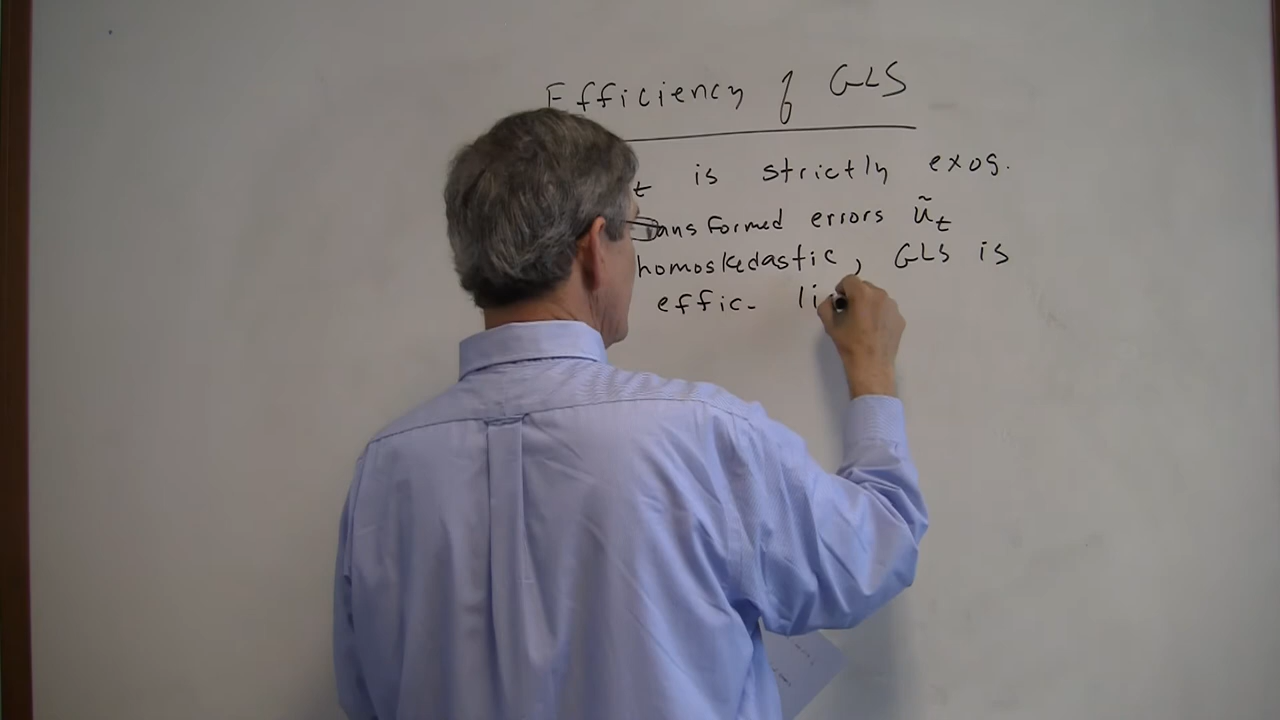 Efficiency of GLS
t is strictly exog.
ansformed errors ũt
homoskedastic, GLS is
effic. li